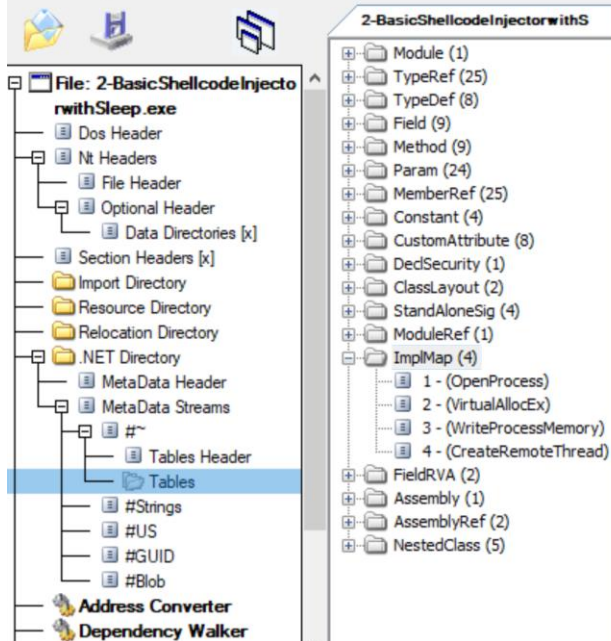 File: 2-BasicShellcodeInjecto
rwithSleep.exe
Dos Header
Nt Headers
File Header
Optional Header
Data Directories [x]
Section Headers [x]
Import Directory
Resource Directory
Relocation Directory
.NET Directory
MetaData Header
MetaData Streams
#~
Tables Header
Tables
#Strings
#US
#GUID
#Blob
Address Converter
Dependency Walker
2-BasicShellcodeInjectorwithS
Module (1)
TypeRef (25)
TypeDef (8)
Field (9)
Method (9)
Param (24)
MemberRef (25)
Constant (4)
CustomAttribute (8)
DeclSecurity (1)
ClassLayout (2)
StandAloneSig (4)
ModuleRef (1)
ImplMap (4)
1 - (OpenProcess)
2 - (VirtualAllocEx)
3 - (WriteProcessMemory)
4 - (CreateRemoteThread)
FieldRVA (2)
Assembly (1)
AssemblyRef (2)
NestedClass (5)